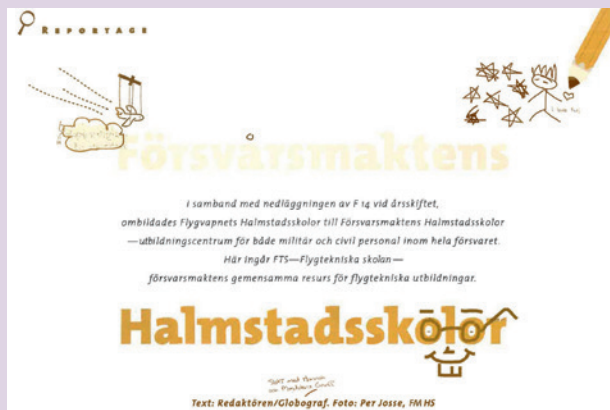 REPORTAGE
Försvarsmaktens
I samband med nedläggningen av F 14 vid årsskiftet,
ombildades Flygvapnets Halmstadsskolor till Försvarsmaktens Halmstadsskolor
—utbildningscentrum för både militär och civil personal inom hela försvaret.
Här ingår FTS—Flygtekniska skolan—
försvarsmaktens gemensamma resurs för flygtekniska utbildningar.
Halmstadsskolor
Text: Redaktören/Globograf. Foto: Per Josse, FMHS